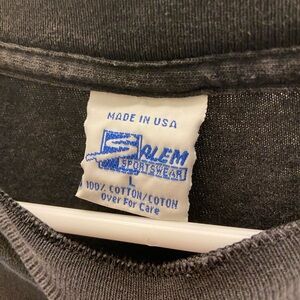 MADE IN USA
SALEM
SPORTSWEAR
L
100% COTTON/COTON
Over For Care